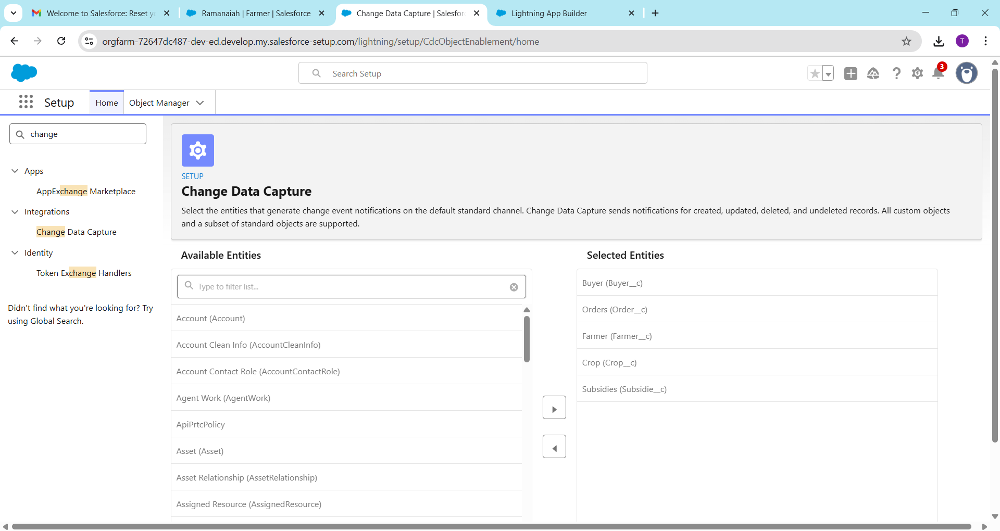 Welcome to Salesforce: Reset yo
Ramanaiah | Farmer | Salesforce
Change Data Capture | Salesforc
Lightning App Builder
orgfarm-72647dc487-dev-ed.develop.my.salesforce-setup.com/lightning/setup/CdcObjectEnablement/home
T
Search Setup
3
Setup
Home
Object Manager
change
Apps
AppExchange Marketplace
Integrations
Change Data Capture
Identity
Token Exchange Handlers
Didn't find what you're looking for? Try
using Global Search.
SETUP
Change Data Capture
Select the entities that generate change event notifications on the default standard channel. Change Data Capture sends notifications for created, updated, deleted, and undeleted records. All custom objects
and a subset of standard objects are supported.
Available Entities
Type to filter list...
Account (Account)
Account Clean Info (AccountCleanInfo)
Account Contact Role (AccountContactRole)
Agent Work (AgentWork)
ApiPrtcPolicy
Asset (Asset)
Asset Relationship (AssetRelationship)
Assigned Resource (AssignedResource)
Selected Entities
Buyer (Buyer__c)
Orders (Order__c)
Farmer (Farmer__c)
Crop (Crop__c)
Subsidies (Subsidie__c)